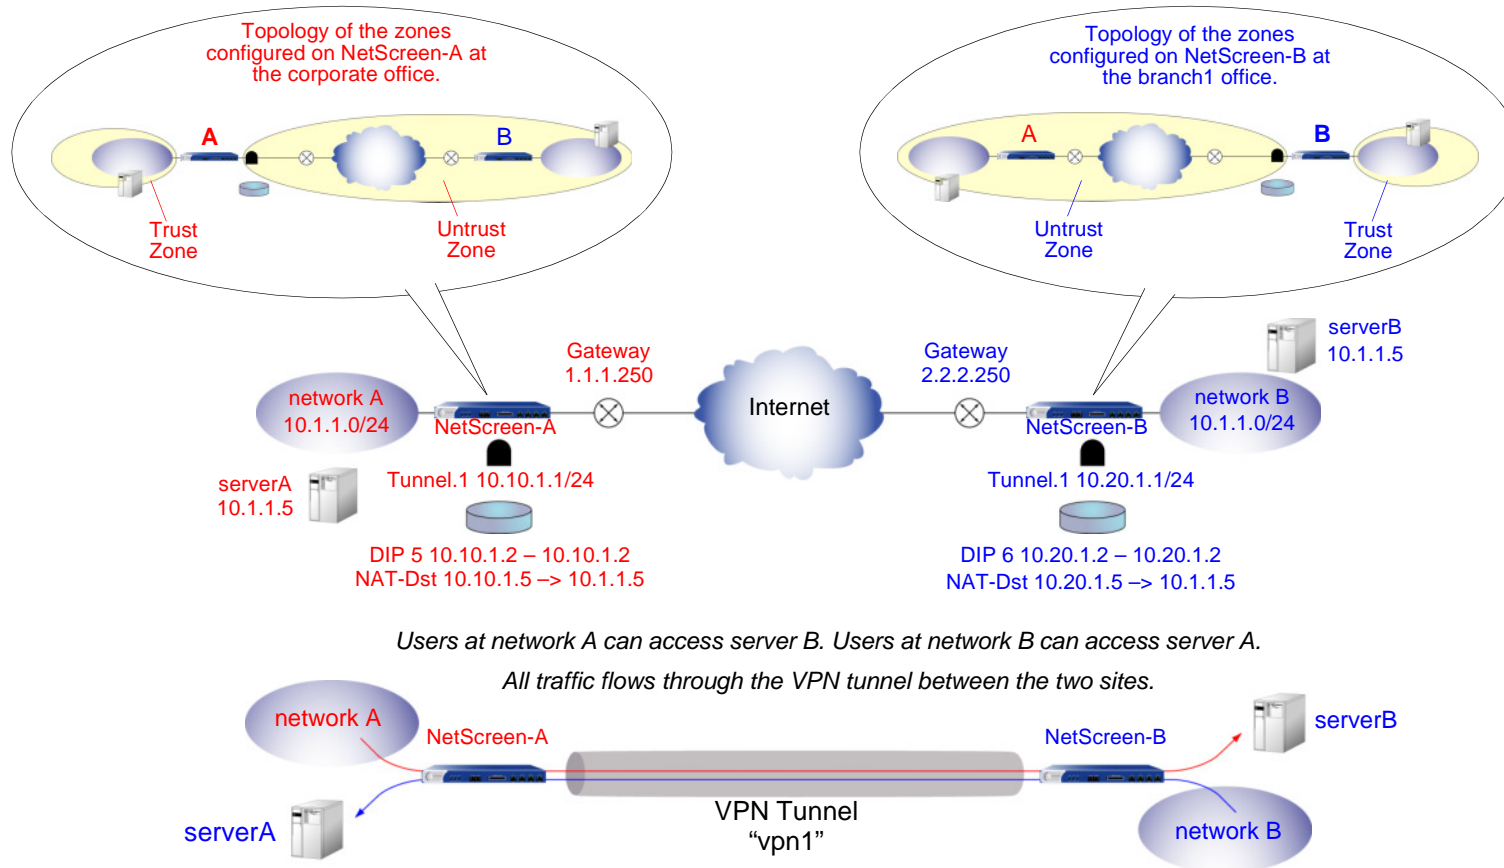 Topology of the zones
configured on NetScreen-A at
the corporate office.
A
B
Trust
Zone
Untrust
Zone
Topology of the zones
configured on NetScreen-B at
the branch1 office.
A
B
Untrust
Zone
Trust
Zone
network A
10.1.1.0/24
serverA
10.1.1.5
NetScreen-A
Gateway
1.1.1.250
Internet
Gateway
2.2.2.250
NetScreen-B
serverB
10.1.1.5
network B
10.1.1.0/24
Tunnel.1 10.10.1.1/24
DIP 5 10.10.1.2 – 10.10.1.2
NAT-Dst 10.10.1.5 –> 10.1.1.5
Tunnel.1 10.20.1.1/24
DIP 6 10.20.1.2 – 10.20.1.2
NAT-Dst 10.20.1.5 –> 10.1.1.5
Users at network A can access server B. Users at network B can access server A.
All traffic flows through the VPN tunnel between the two sites.
network A
NetScreen-A
serverA
VPN Tunnel
“vpn1”
NetScreen-B
serverB
network B